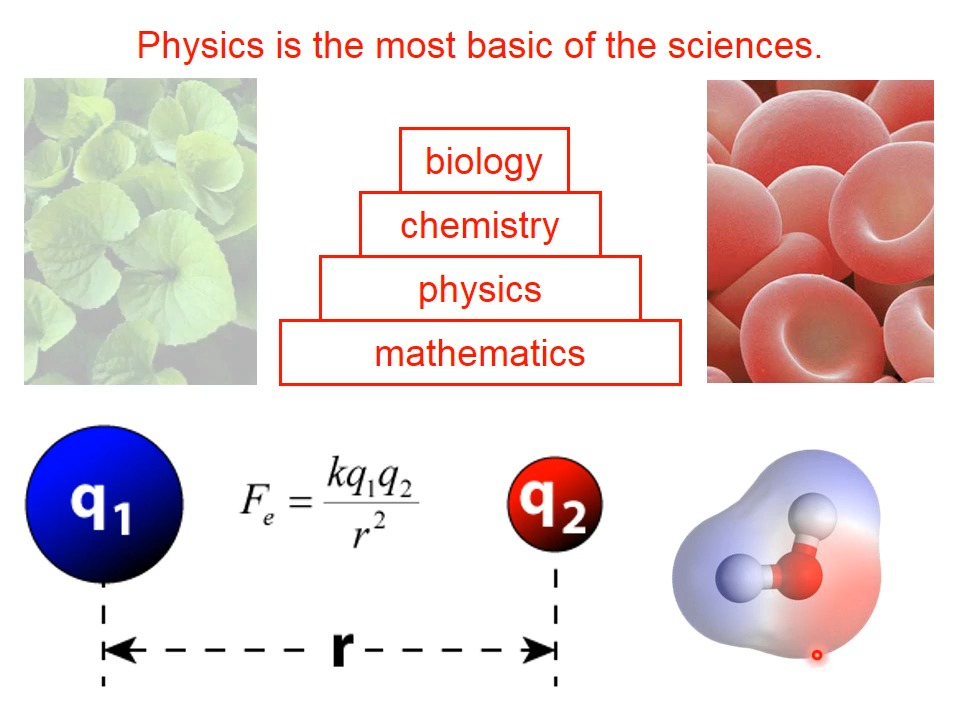 Physics is the most basic of the sciences.
biology
chemistry
physics
mathematics
q₁
Fₑ = kq₁q₂ / r²
q₂
r